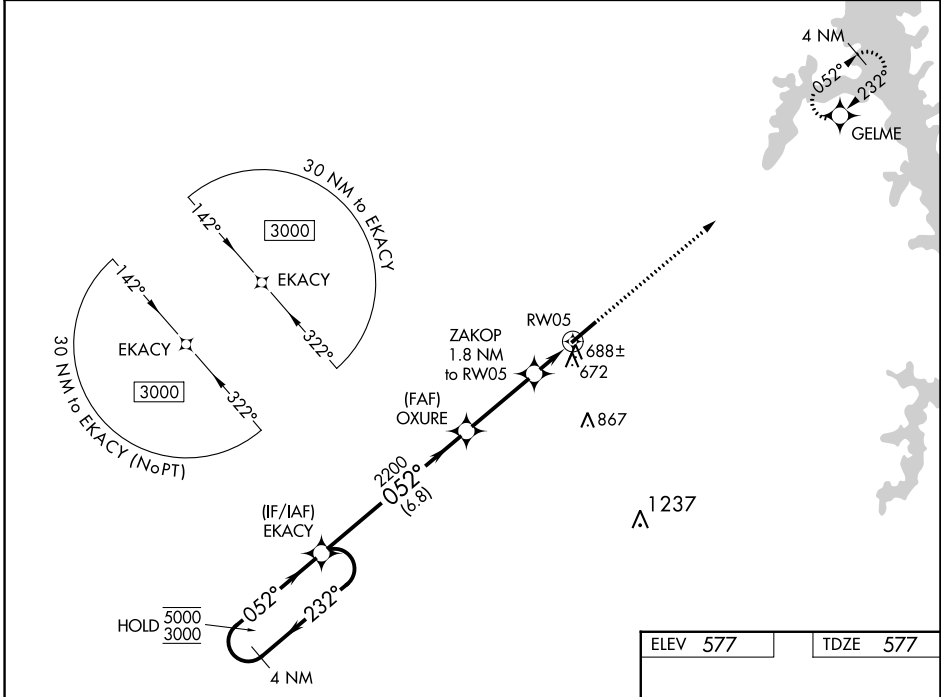 4 NM
052°
232°
GELME
30 NM to EKACY
142°
3000
EKACY
322°
142°
EKACY
3000
322°
30 NM to EKACY (NoPT)
RW05
ZAKOP
1.8 NM
to RW05
688±
672
(FAF)
OXURE
867
2200
052°
(6.8)
(IF/IAF)
EKACY
1237
052°
232°
HOLD 5000
3000
4 NM
ELEV 577
TDZE 577